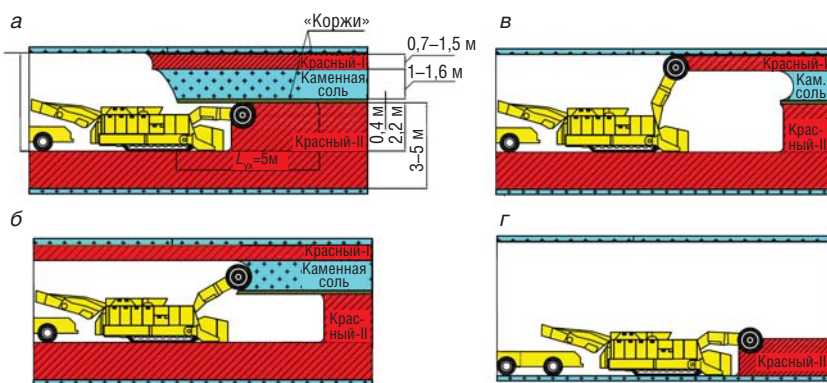 а
«Коржи»
Красный-I
Каменная
соль
Красный-II
Lух=5м
0,7–1,5 м
1–1,6 м
0,4 м
2,2 м
3–5 м
в
Красный-I
Кам.
соль
Крас-
ный-II
б
Красный-I
Каменная
соль
Крас-
ный-II
г
Красный-II